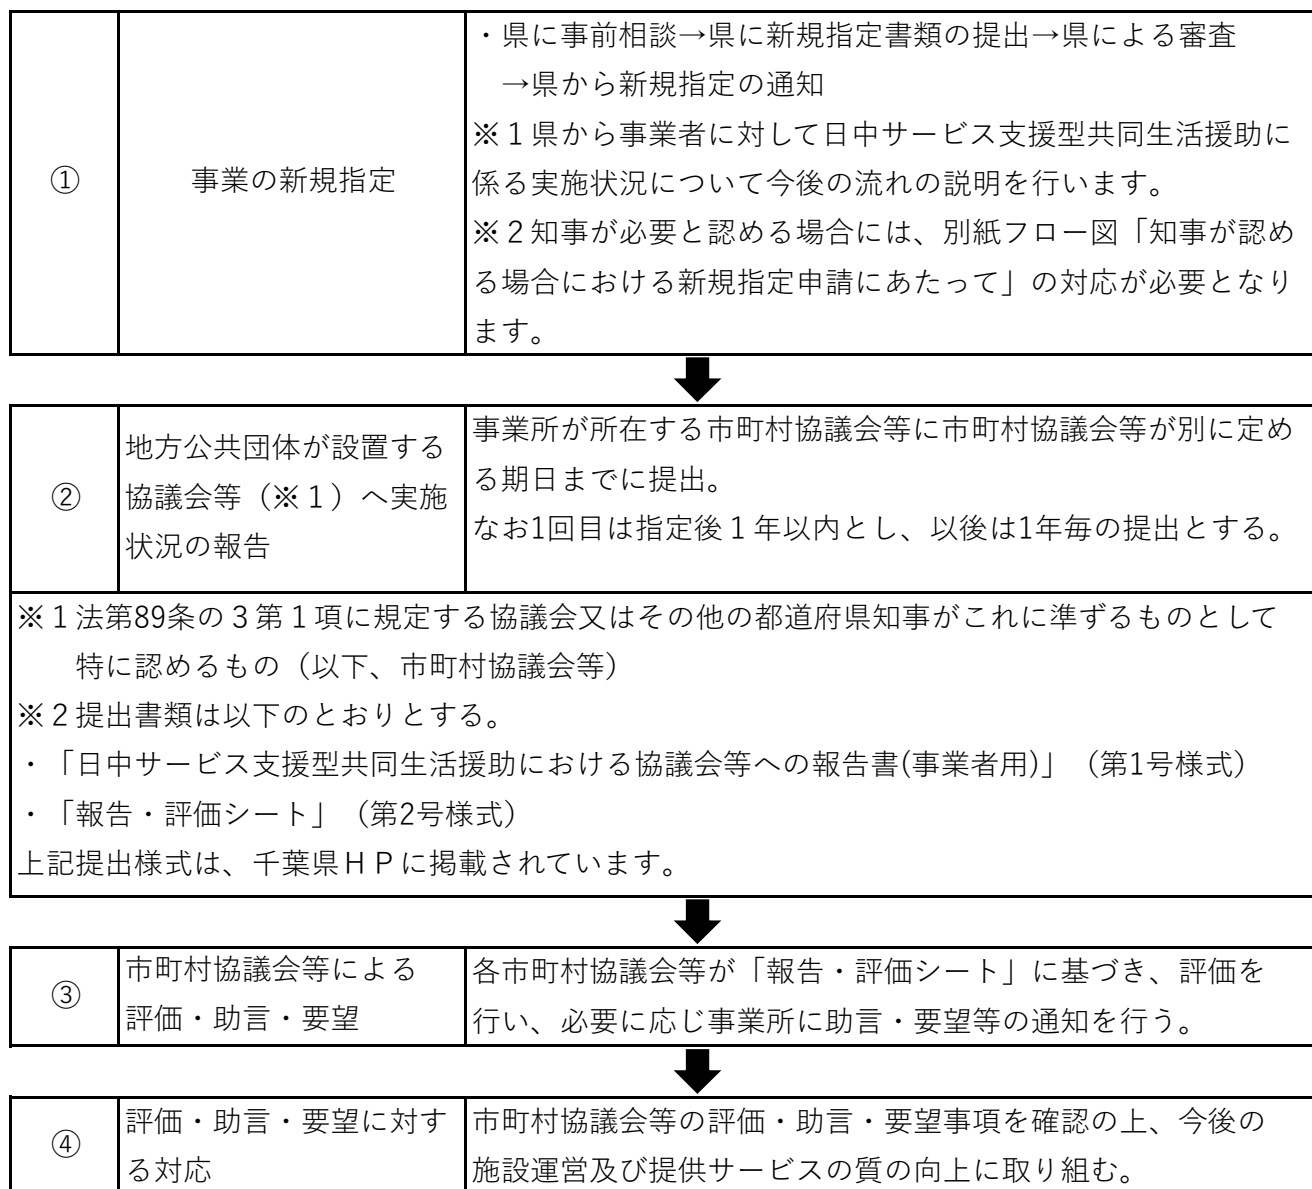 ①
事業の新規指定
・県に事前相談→県に新規指定書類の提出→県による審査
→県から新規指定の通知
※１県から事業者に対して日中サービス支援型共同生活援助に
係る実施状況について今後の流れの説明を行います。
※２知事が必要と認める場合には、別紙フロー図「知事が認め
る場合における新規指定申請にあたって」の対応が必要となり
ます。
②
地方公共団体が設置する
協議会等（※１）へ実施
状況の報告
事業所が所在する市町村協議会等に市町村協議会等が別に定め
る期日までに提出。
なお1回目は指定後１年以内とし、以後は1年毎の提出とする。
※１法第89条の３第１項に規定する協議会又はその他の都道府県知事がこれに準ずるものとして
特に認めるもの（以下、市町村協議会等）
※２提出書類は以下のとおりとする。
・「日中サービス支援型共同生活援助における協議会等への報告書(事業者用)」（第1号様式）
・「報告・評価シート」（第2号様式）
上記提出様式は、千葉県ＨＰに掲載されています。
③
市町村協議会等による
評価・助言・要望
各市町村協議会等が「報告・評価シート」に基づき、評価を
行い、必要に応じ事業所に助言・要望等の通知を行う。
④
評価・助言・要望に対す
る対応
市町村協議会等の評価・助言・要望事項を確認の上、今後の
施設運営及び提供サービスの質の向上に取り組む。